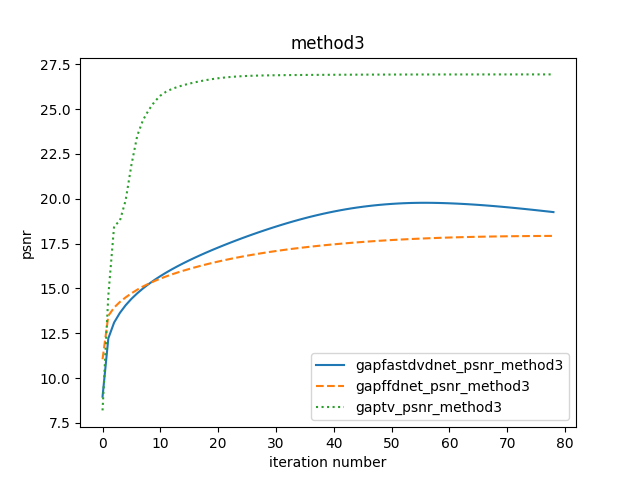 method3
27.5
25.0
22.5
20.0
17.5
15.0
12.5
10.0
7.5
psnr
gapfastdvdnet_psnr_method3
gapffdnet_psnr_method3
gaptv_psnr_method3
0 10 20 30 40 50 60 70 80
iteration number